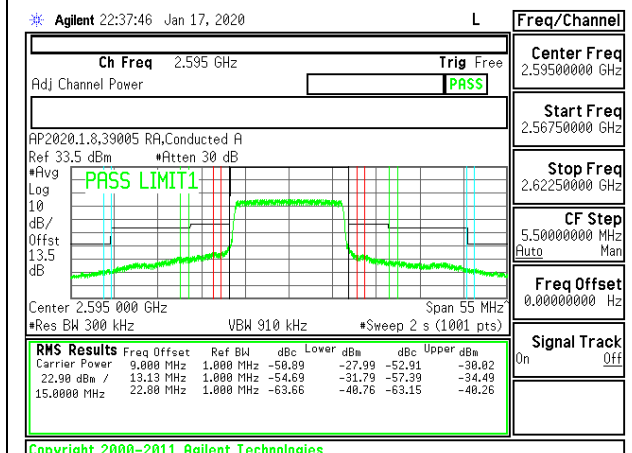 Agilent 22:37:46 Jan 17, 2020 L
Freq/Channel
Ch Freq 2.595 GHz Trig Free
Adj Channel Power PASS
Center Freq
2.59500000 GHz
Start Freq
2.56750000 GHz
AP2020.1.8,39005 RA,Conducted A
Ref 33.5 dBm #Atten 30 dB
#Avg
Log
10
dB/
Offst
13.5
dB
PASS LIMIT1
Stop Freq
2.62250000 GHz
CF Step
5.50000000 MHz
Auto Man
Freq Offset
0.00000000 Hz
Center 2.595 000 GHz Span 55 MHz^
#Res BW 300 kHz VBW 910 kHz #Sweep 2 s (1001 pts)
Signal Track
On Off
RMS Results Freq Offset Ref BW dBc Lower dBm dBc Upper dBm
Carrier Power 9.000 MHz 1.000 MHz -50.89 -27.99 -52.91 -30.02
22.90 dBm / 13.13 MHz 1.000 MHz -54.69 -31.79 -57.39 -34.49
15.0000 MHz 22.80 MHz 1.000 MHz -63.66 -40.76 -63.15 -40.26
Copyright 2000-2011 Agilent Technologies